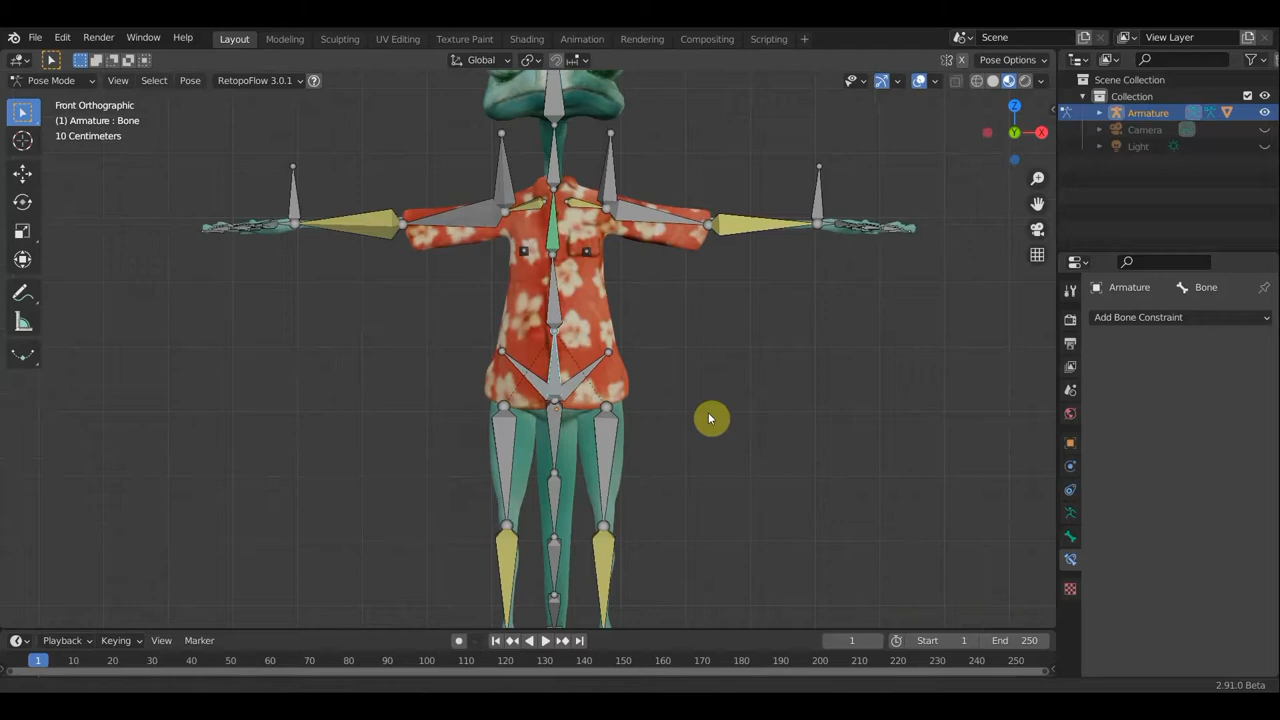 File Edit Render Window Help
Layout Modeling Sculpting UV Editing Texture Paint Shading Animation Rendering Compositing Scripting +
Scene View Layer
Global Pose Options
X
Pose Mode View Select Pose RetopoFlow 3.0.1 ?
Front Orthographic
(1) Armature : Bone
10 Centimeters
Z
Y
X
Scene Collection
Collection
Armature
Camera
Light
Armature Bone
Add Bone Constraint
Playback Keying View Marker
1 Start 1 End 250
1 10 20 30 40 50 60 70 80 90 100 110 120 130 140 150 160 170 180 190 200 210 220 230 240 250
2.91.0 Beta